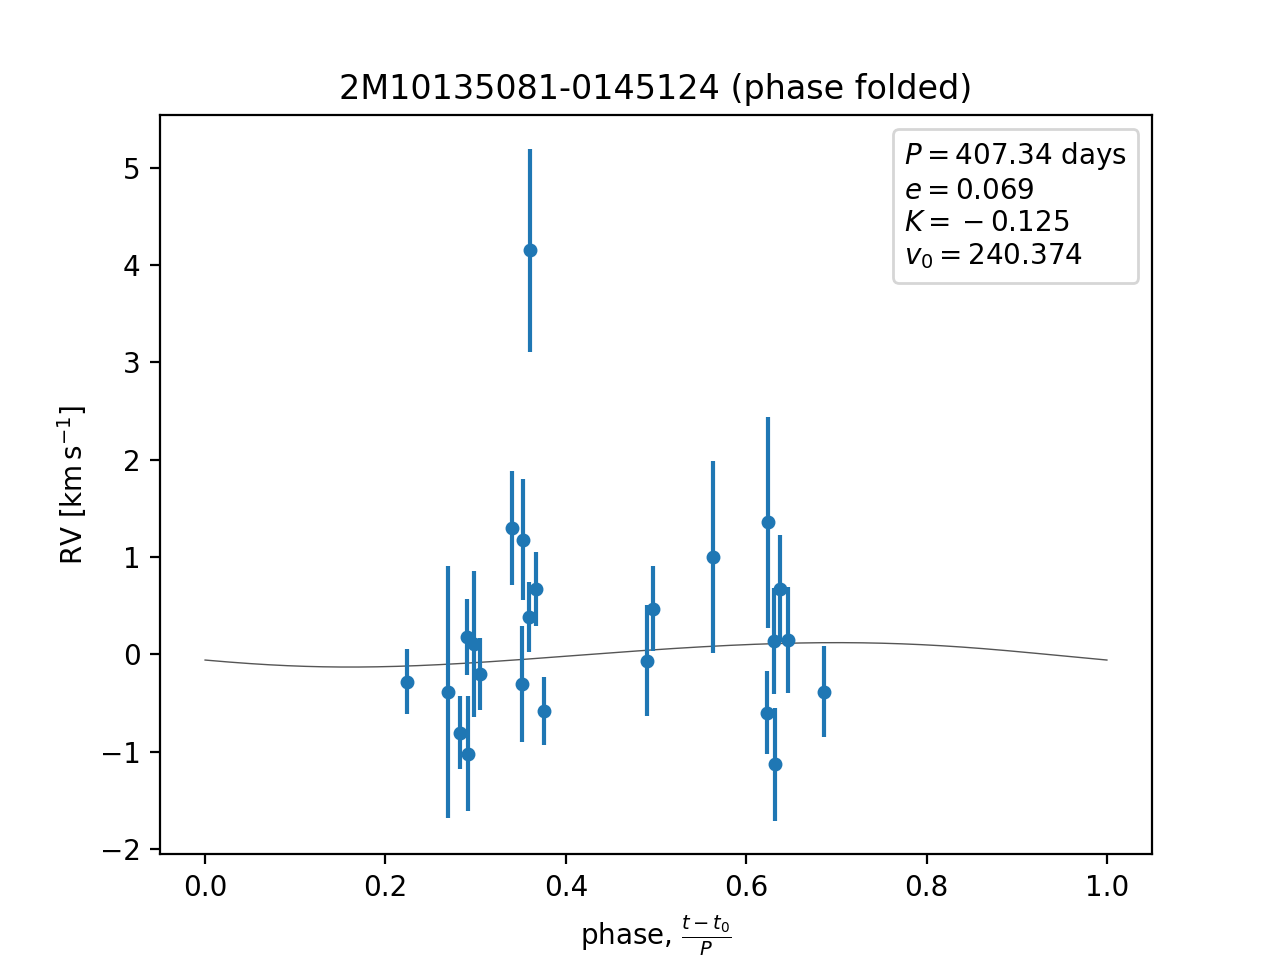 2M10135081-0145124 (phase folded)
P = 407.34 days
e = 0.069
K = −0.125
v₀ = 240.374
5
4
3
2
1
0
−1
−2
RV [km s⁻¹]
0.0 0.2 0.4 0.6 0.8 1.0
phase, (t − t₀)/P